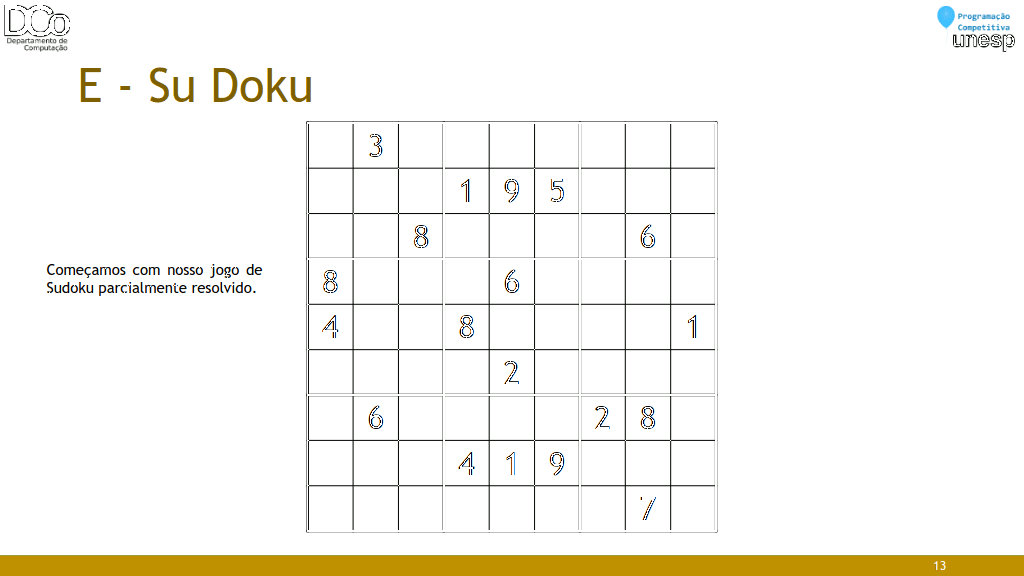 DCo
Departamento de
Computação
Programação
Competitiva
unesp
E - Su Doku
3
1 9 5
8 6
Começamos com nosso jogo de
Sudoku parcialmente resolvido.
8 6
4 8 1
2
6 2 8
4 1 9
7
13